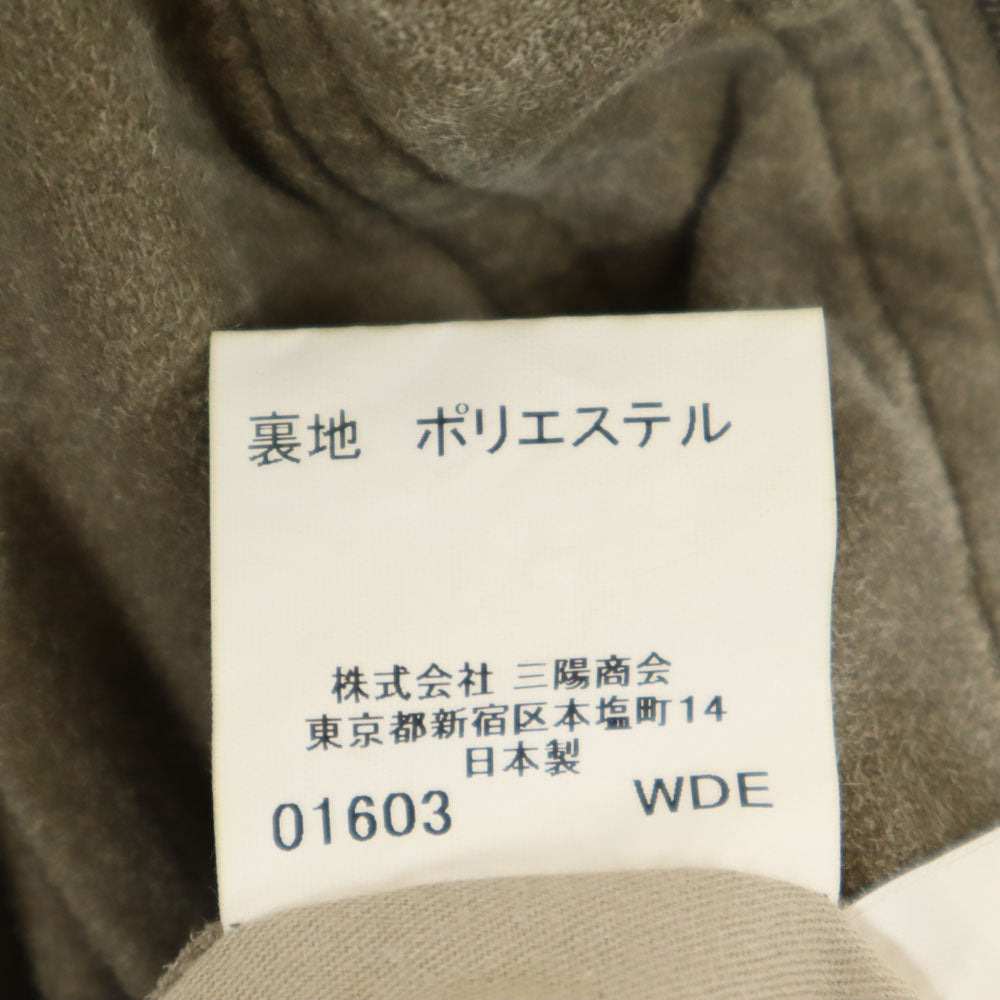 裏地　ポリエステル
株式会社 三陽商会
東京都新宿区本塩町14
日本製
01603 WDE